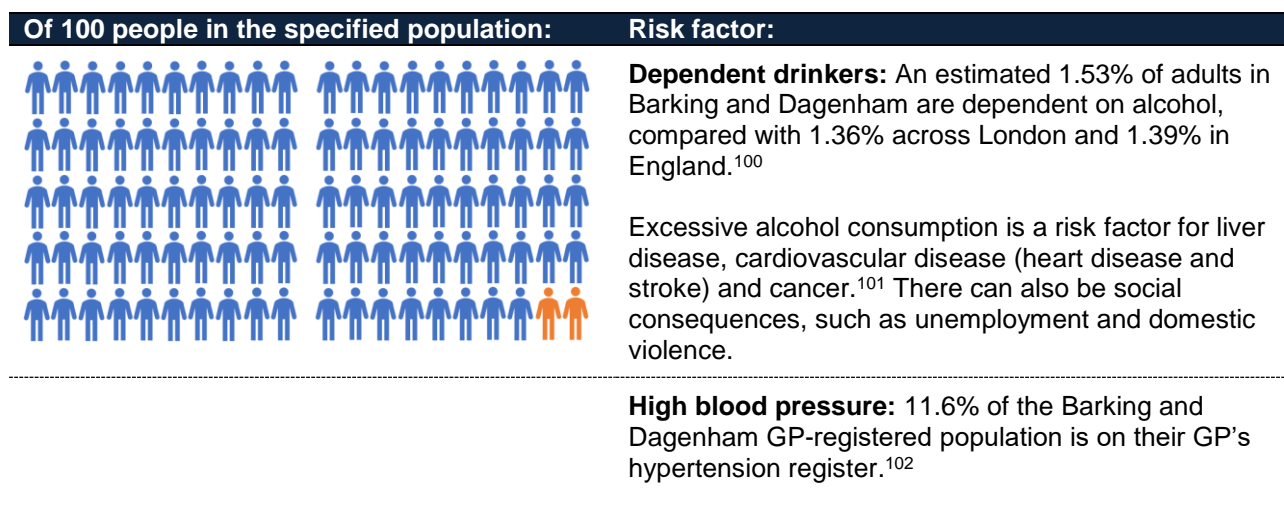 Of 100 people in the specified population: Risk factor:
Dependent drinkers: An estimated 1.53% of adults in
Barking and Dagenham are dependent on alcohol,
compared with 1.36% across London and 1.39% in
England.100
Excessive alcohol consumption is a risk factor for liver
disease, cardiovascular disease (heart disease and
stroke) and cancer.101 There can also be social
consequences, such as unemployment and domestic
violence.
High blood pressure: 11.6% of the Barking and
Dagenham GP-registered population is on their GP’s
hypertension register.102